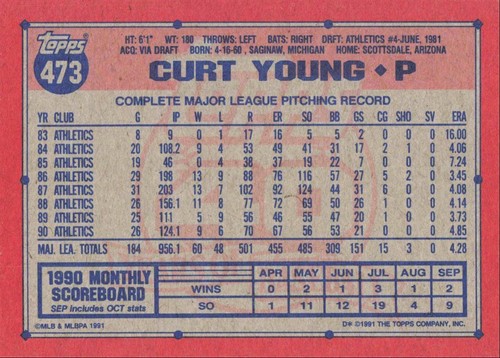 Topps
473
HT: 6'1" WT: 180 THROWS: LEFT BATS: RIGHT DRFT: ATHLETICS #4-JUNE, 1981
ACQ: VIA DRAFT BORN: 4-16-60, SAGINAW, MICHIGAN HOME: SCOTTSDALE, ARIZONA
CURT YOUNG • P
COMPLETE MAJOR LEAGUE PITCHING RECORD
YR CLUB G IP W L R ER SO BB GS CG SHO SV ERA
83 ATHLETICS 8 9 0 1 17 16 5 5 2 0 0 0 16.00
84 ATHLETICS 20 108.2 9 4 53 49 41 31 17 2 1 0 4.06
85 ATHLETICS 19 46 0 4 38 37 19 22 7 0 0 0 7.24
86 ATHLETICS 29 198 13 9 88 76 116 57 27 5 2 0 3.45
87 ATHLETICS 31 203 13 7 102 92 124 44 31 6 0 0 4.08
88 ATHLETICS 26 156.1 11 8 77 72 69 50 26 1 0 0 4.14
89 ATHLETICS 25 111 5 9 56 46 55 47 20 1 0 0 3.73
90 ATHLETICS 26 124.1 9 6 70 67 56 53 21 0 0 0 4.85
MAJ. LEA. TOTALS 184 956.1 60 48 501 455 485 309 151 15 3 0 4.28
1990 MONTHLY SCOREBOARD
SEP includes OCT stats
APR MAY JUN JUL AUG SEP
WINS 0 2 1 3 1 2
SO 1 11 12 19 4 9
©MLB & MLBPA 1991
D* ©1991 THE TOPPS COMPANY, INC.